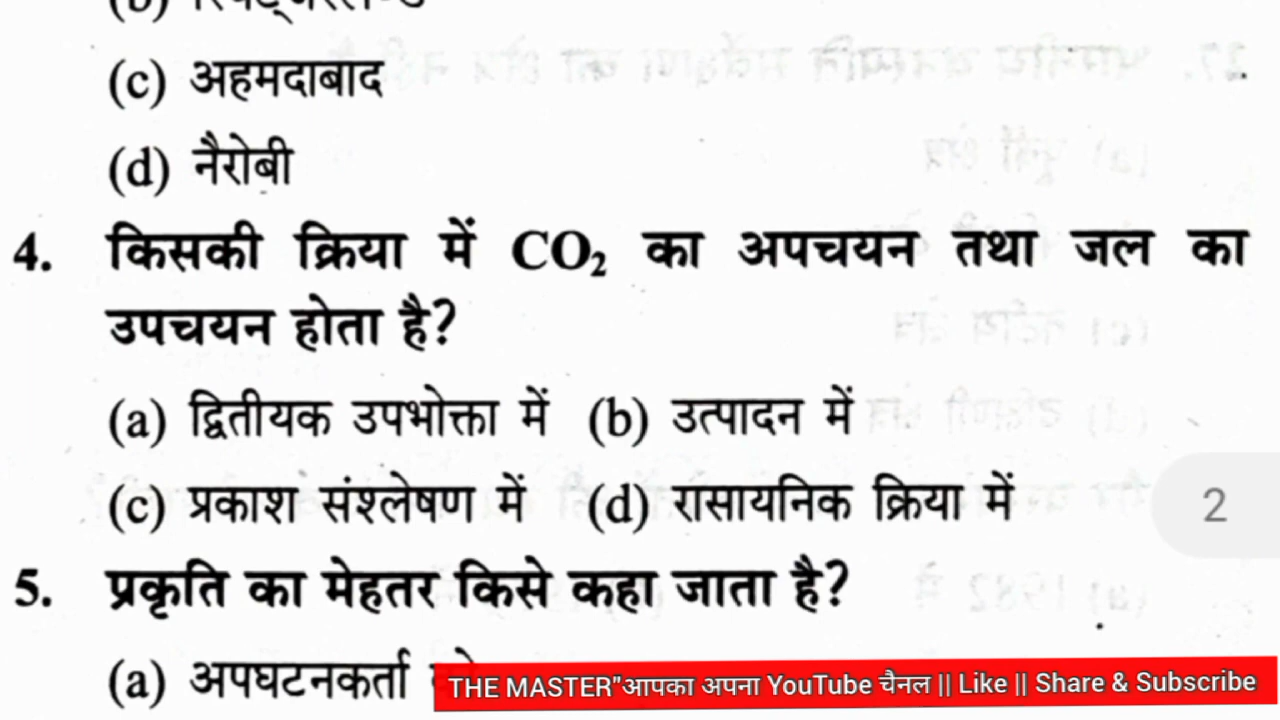 (c) अहमदाबाद
(d) नैरोबी
4. किसकी क्रिया में CO₂ का अपचयन तथा जल का
उपचयन होता है?
(a) द्वितीयक उपभोक्ता में (b) उत्पादन में
(c) प्रकाश संश्लेषण में (d) रासायनिक क्रिया में
2
5. प्रकृति का मेहतर किसे कहा जाता है?
(a) अपघटनकर्ता
THE MASTER"आपका अपना YouTube चैनल || Like || Share & Subscribe